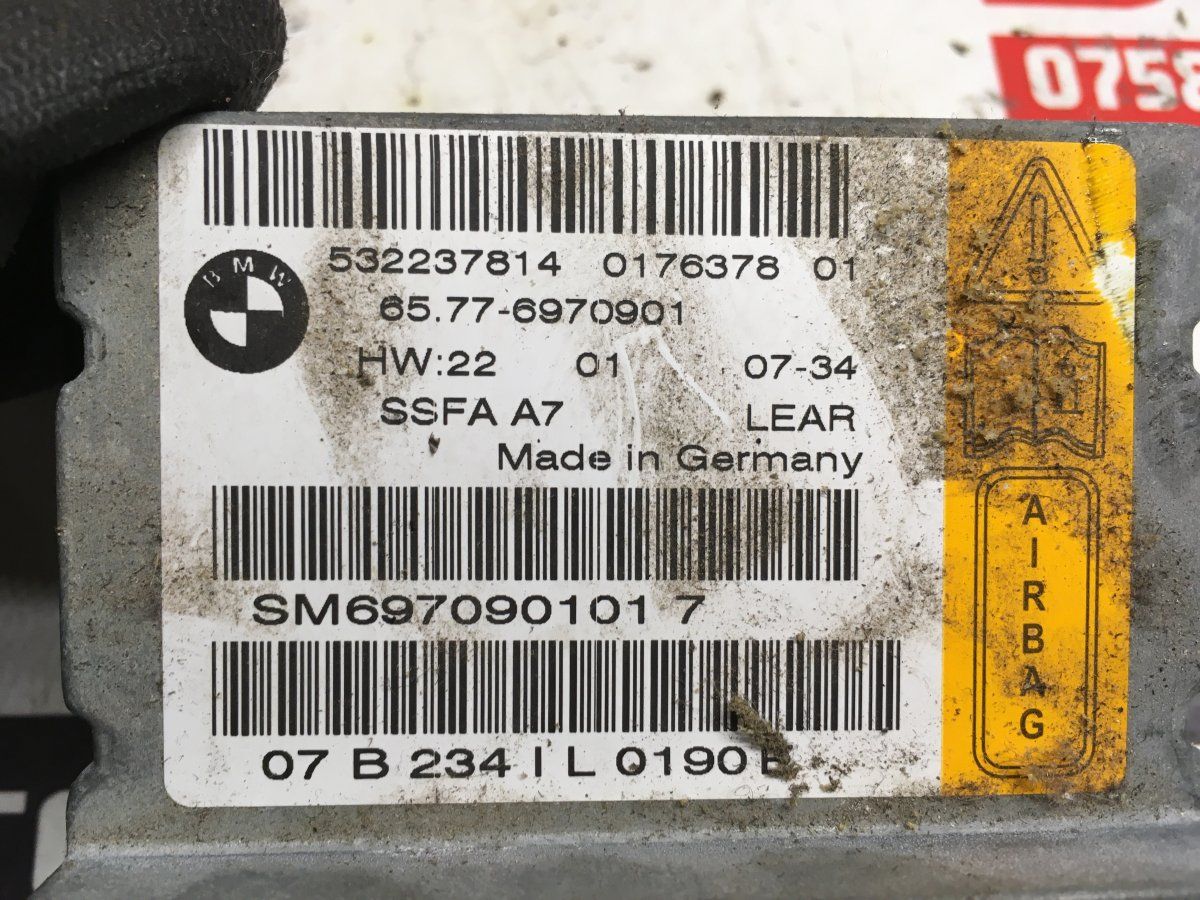 0758
BMW
532237814 0176378 01
65.77-6970901
HW:22 01 07-34
SSFA A7 LEAR
Made in Germany
SM697090101 7
07 B 234 I L 0190
AIRBAG